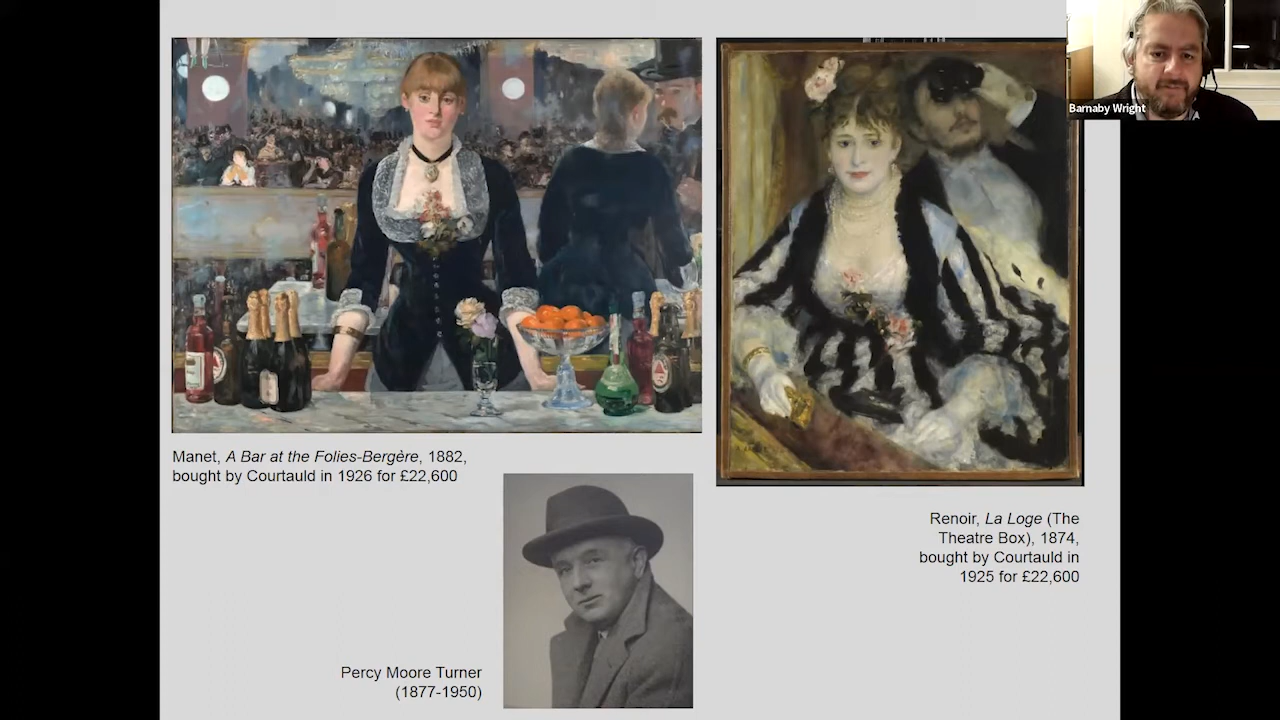 Barnaby Wright
Manet, A Bar at the Folies-Bergère, 1882,
bought by Courtauld in 1926 for £22,600
Renoir, La Loge (The
Theatre Box), 1874,
bought by Courtauld in
1925 for £22,600
Percy Moore Turner
(1877-1950)